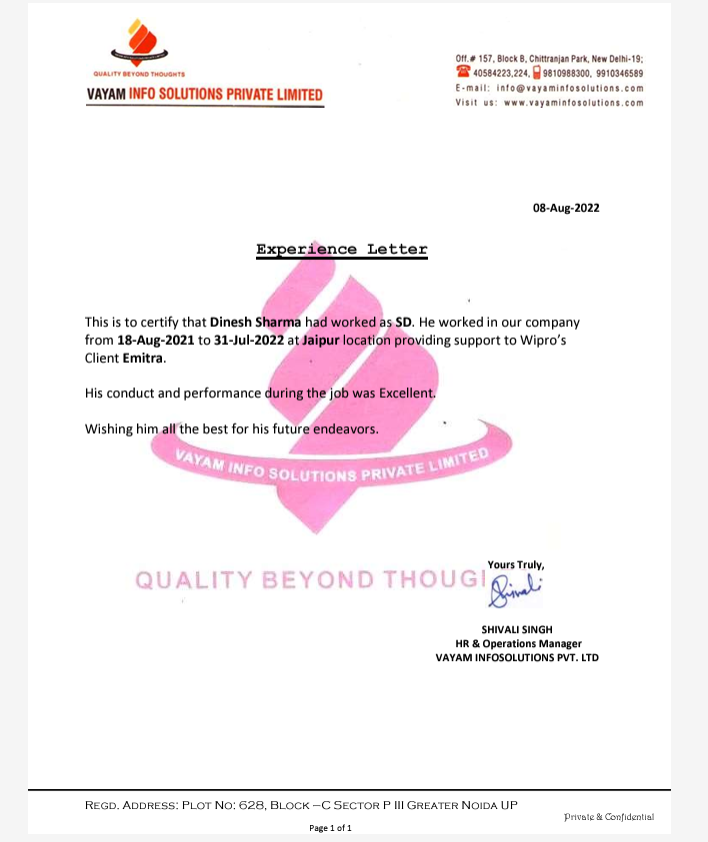 QUALITY BEYOND THOUGHTS
VAYAM INFO SOLUTIONS PRIVATE LIMITED
Off.# 157, Block B, Chittranjan Park, New Delhi-19;
40584223,224, 9810988300, 9910346589
E-mail: info@vayaminfosolutions.com
Visit us: www.vayaminfosolutions.com
08-Aug-2022
Experience Letter
This is to certify that Dinesh Sharma had worked as SD. He worked in our company
from 18-Aug-2021 to 31-Jul-2022 at Jaipur location providing support to Wipro's
Client Emitra.
His conduct and performance during the job was Excellent.
Wishing him all the best for his future endeavors.
VAYAM INFO SOLUTIONS PRIVATE LIMITED
QUALITY BEYOND THOUGI
Yours Truly,
Shivali
SHIVALI SINGH
HR & Operations Manager
VAYAM INFOSOLUTIONS PVT. LTD
REGD. ADDRESS: PLOT NO: 628, BLOCK –C SECTOR P III GREATER NOIDA UP
Private & Confidential
Page 1 of 1